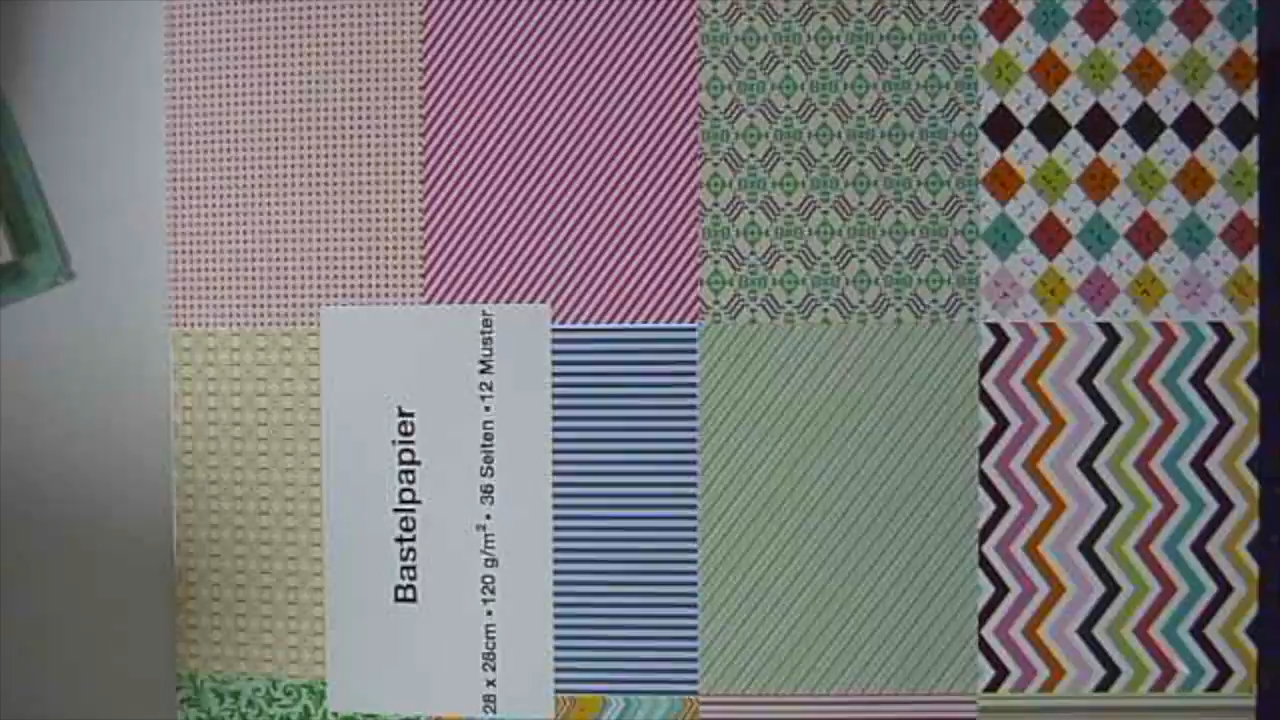 Bastelpapier
28 x 28cm • 120 g/m² • 36 Seiten • 12 Muster